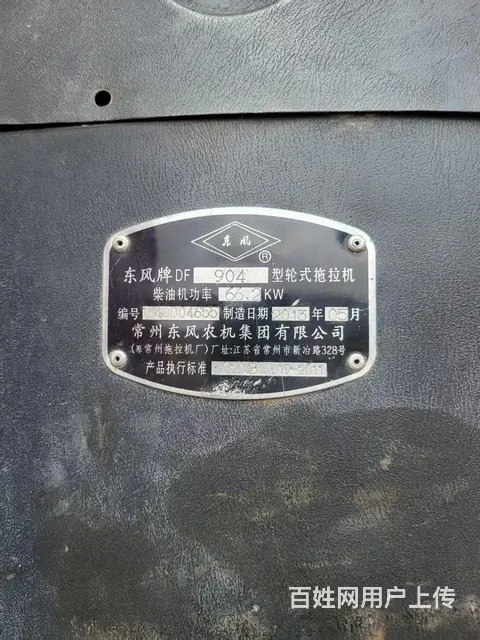 东风
®
东风牌DF 904 型轮式拖拉机
柴油机功率 66.2 KW
编号 04655 制造日期 2013 年 05 月
常州东风农机集团有限公司
(原常州拖拉机厂) 厂址:江苏省常州市新冶路328号
产品执行标准 2011
百姓网用户上传